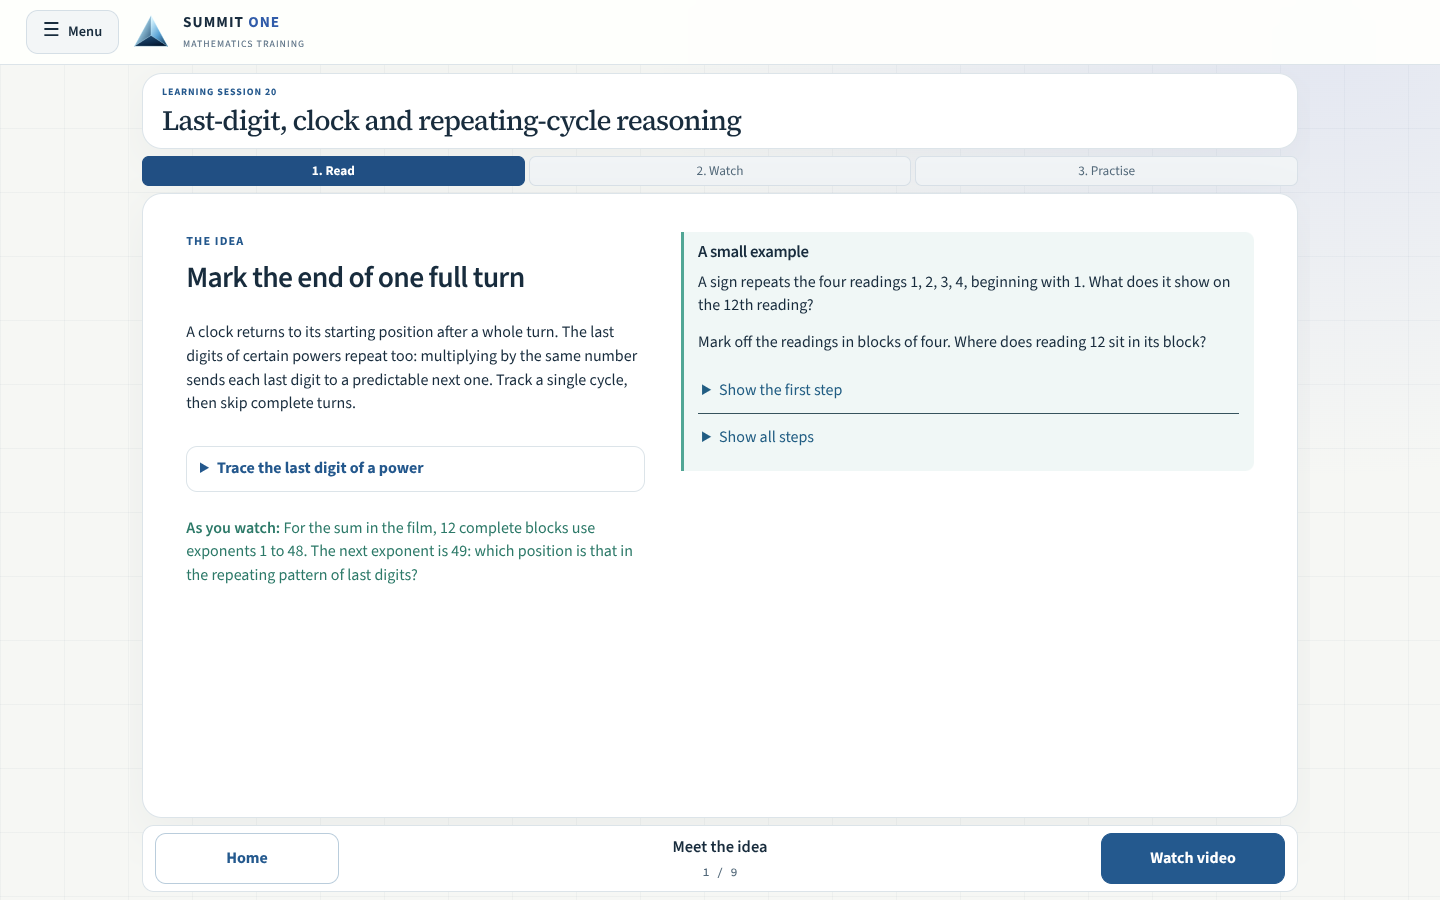 ☰ Menu
SUMMIT ONE
MATHEMATICS TRAINING
LEARNING SESSION 20
Last-digit, clock and repeating-cycle reasoning
1. Read
2. Watch
3. Practise
THE IDEA
Mark the end of one full turn
A clock returns to its starting position after a whole turn. The last
digits of certain powers repeat too: multiplying by the same number
sends each last digit to a predictable next one. Track a single cycle,
then skip complete turns.
▶ Trace the last digit of a power
As you watch: For the sum in the film, 12 complete blocks use
exponents 1 to 48. The next exponent is 49: which position is that in
the repeating pattern of last digits?
A small example
A sign repeats the four readings 1, 2, 3, 4, beginning with 1. What does it show on
the 12th reading?
Mark off the readings in blocks of four. Where does reading 12 sit in its block?
▶ Show the first step
▶ Show all steps
Home
Meet the idea
1 / 9
Watch video